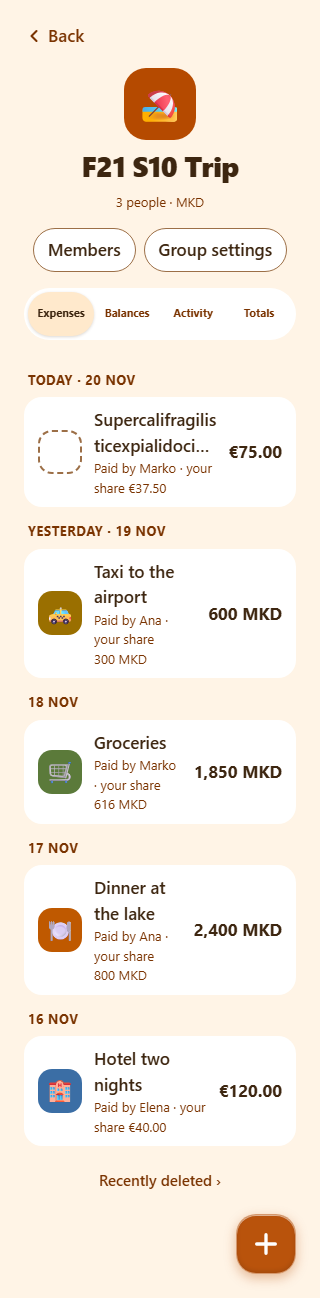 Back
F21 S10 Trip
3 people · MKD
Members
Group settings
Expenses
Balances
Activity
Totals
TODAY · 20 NOV
Supercalifragilis
ticexpialidoci...
Paid by Marko · your
share €37.50
€75.00
YESTERDAY · 19 NOV
Taxi to the
airport
Paid by Ana ·
your share
300 MKD
600 MKD
18 NOV
Groceries
Paid by Marko
· your share
616 MKD
1,850 MKD
17 NOV
Dinner at
the lake
Paid by Ana ·
your share
800 MKD
2,400 MKD
16 NOV
Hotel two
nights
Paid by Elena · your
share €40.00
€120.00
Recently deleted ›